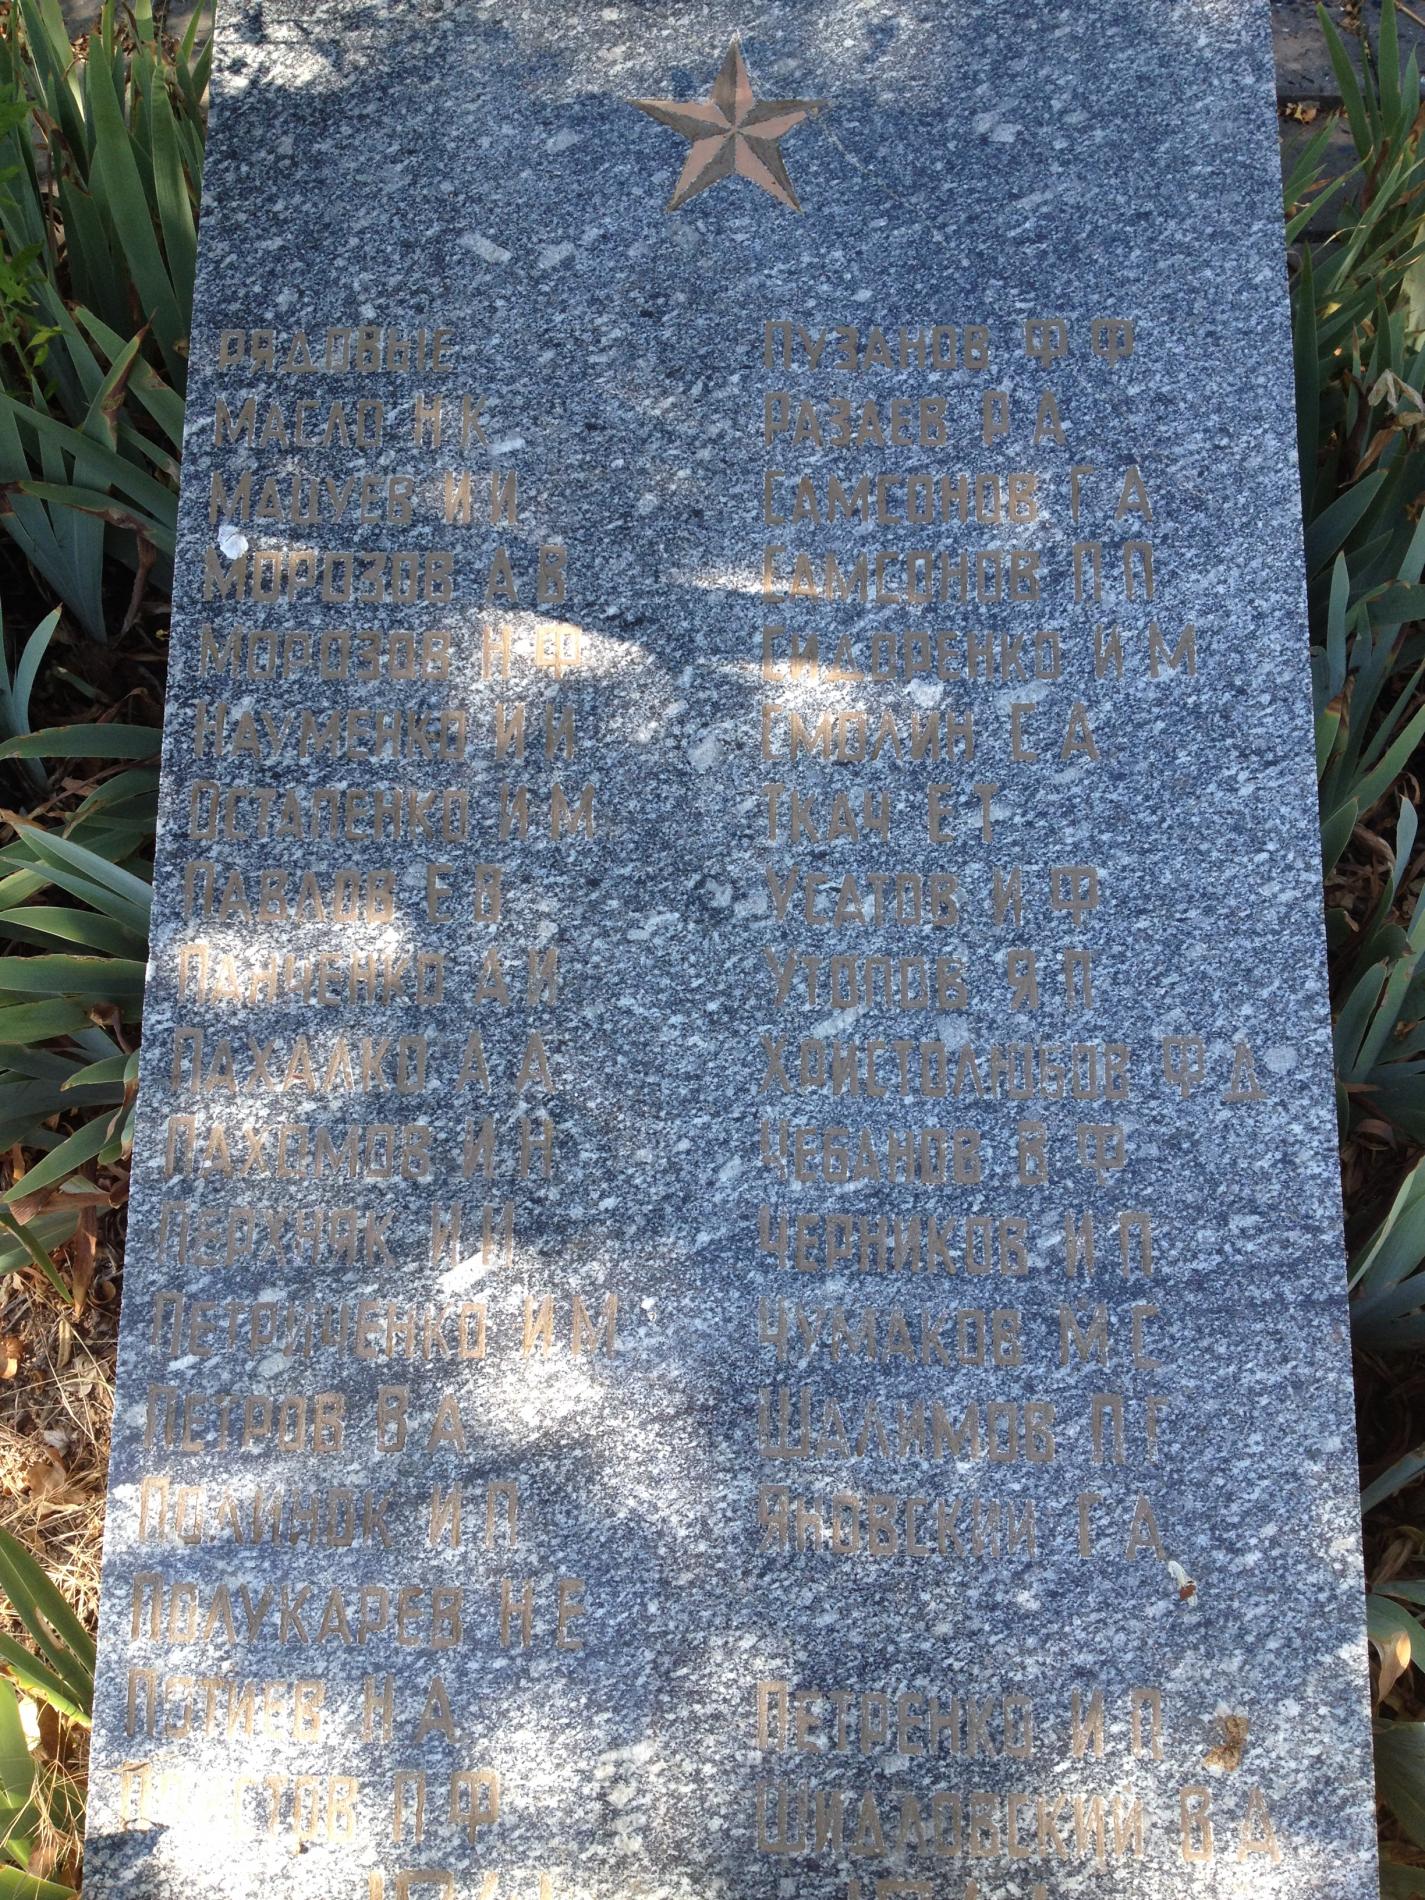 РЯДОВЫЕ
МАСЛО Н К
МАЦУЕВ И И
МОРОЗОВ А В
МОРОЗОВ Н Ф
НАУМЕНКО И И
ОСТАПЕНКО И М
ПАВЛОВ Е В
ПАНЧЕНКО А И
ПАХАЛКО А А
ПАХОМОВ И Н
ПЕРХНЯК И И
ПЕТРИЧЕНКО И М
ПЕТРОВ В А
ПОЛИНОК И П
ПОЛУКАРЕВ Н Е
ПОТИЕВ Н А
П Ф
ПУЗАНОВ Ф Ф
РАЗАЕВ Р А
САМСОНОВ Г А
САМСОНОВ П П
СИДОРЕНКО И М
СМОЛИН С А
ТКАЧ Е Т
УСАТОВ И Ф
УТОПОВ Я П
ХРИСТОЛЮБОВ Ф Д
ЧЕБАНОВ В Ф
ЧЕРНИКОВ И П
ЧУМАКОВ М С
ШАЛИМОВ П Г
ЯНОВСКИЙ Г А
ПЕТРЕНКО И П
ШИДЛОВСКИЙ В Д